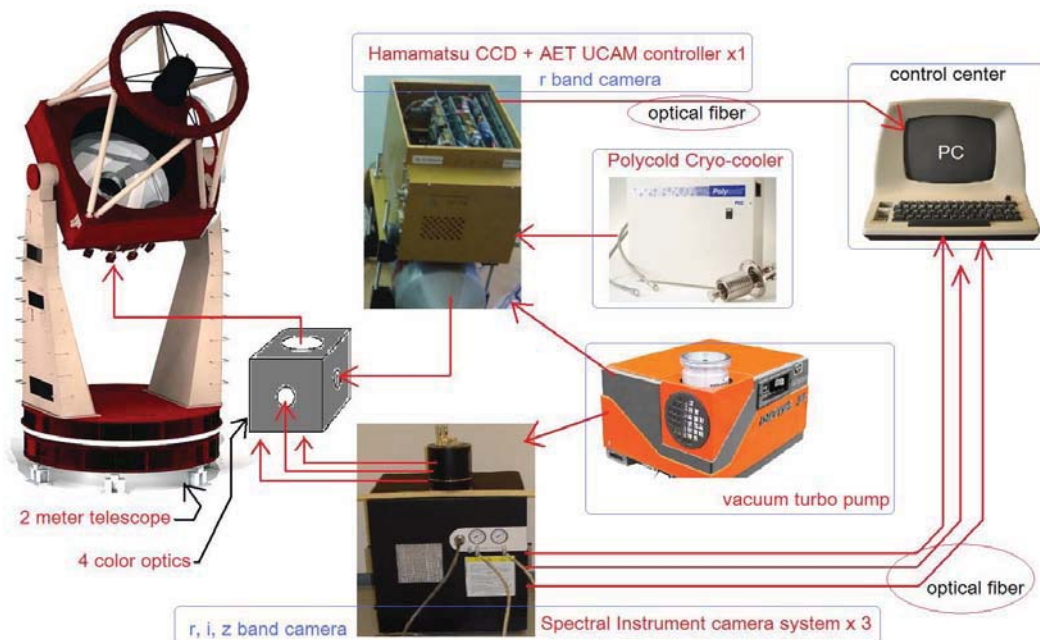 Hamamatsu CCD + AET UCAM controller x1
r band camera
control center
optical fiber
PC
Polycold Cryo-cooler
Poly
vacuum turbo pump
2 meter telescope
4 color optics
optical fiber
r, i, z band camera
Spectral Instrument camera system x 3